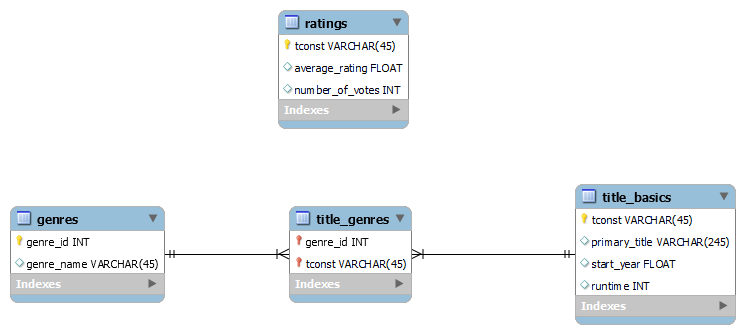 ratings
tconst VARCHAR(45)
average_rating FLOAT
number_of_votes INT
Indexes
genres
genre_id INT
genre_name VARCHAR(45)
Indexes
title_genres
genre_id INT
tconst VARCHAR(45)
Indexes
title_basics
tconst VARCHAR(45)
primary_title VARCHAR(245)
start_year FLOAT
runtime INT
Indexes